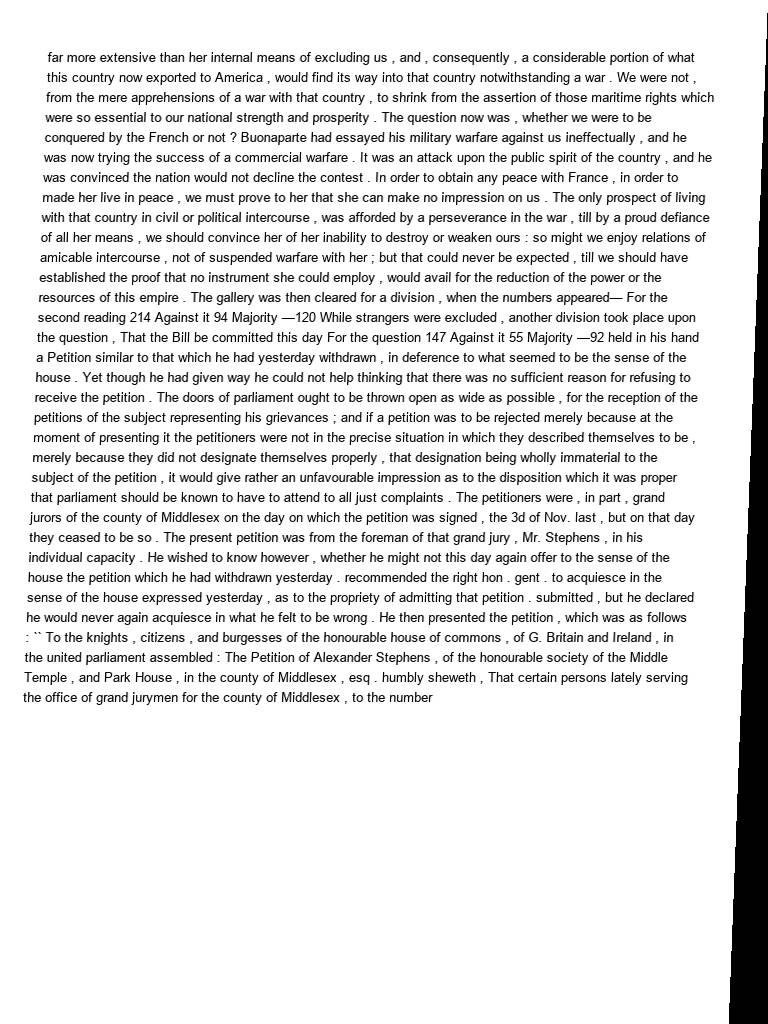 far more extensive than her internal means of excluding us , and , consequently , a considerable portion of what
this country now exported to America , would find its way into that country notwithstanding a war . We were not ,
from the mere apprehensions of a war with that country , to shrink from the assertion of those maritime rights which
were so essential to our national strength and prosperity . The question now was , whether we were to be
conquered by the French or not ? Buonaparte had essayed his military warfare against us ineffectually , and he
was now trying the success of a commercial warfare . It was an attack upon the public spirit of the country , and he
was convinced the nation would not decline the contest . In order to obtain any peace with France , in order to
made her live in peace , we must prove to her that she can make no impression on us . The only prospect of living
with that country in civil or political intercourse , was afforded by a perseverance in the war , till by a proud defiance
of all her means , we should convince her of her inability to destroy or weaken ours : so might we enjoy relations of
amicable intercourse , not of suspended warfare with her ; but that could never be expected , till we should have
established the proof that no instrument she could employ , would avail for the reduction of the power or the
resources of this empire . The gallery was then cleared for a division , when the numbers appeared— For the
second reading 214 Against it 94 Majority —120 While strangers were excluded , another division took place upon
the question , That the Bill be committed this day For the question 147 Against it 55 Majority —92 held in his hand
a Petition similar to that which he had yesterday withdrawn , in deference to what seemed to be the sense of the
house . Yet though he had given way he could not help thinking that there was no sufficient reason for refusing to
receive the petition . The doors of parliament ought to be thrown open as wide as possible , for the reception of the
petitions of the subject representing his grievances ; and if a petition was to be rejected merely because at the
moment of presenting it the petitioners were not in the precise situation in which they described themselves to be ,
merely because they did not designate themselves properly , that designation being wholly immaterial to the
subject of the petition , it would give rather an unfavourable impression as to the disposition which it was proper
that parliament should be known to have to attend to all just complaints . The petitioners were , in part , grand
jurors of the county of Middlesex on the day on which the petition was signed , the 3d of Nov. last , but on that day
they ceased to be so . The present petition was from the foreman of that grand jury , Mr. Stephens , in his
individual capacity . He wished to know however , whether he might not this day again offer to the sense of the
house the petition which he had withdrawn yesterday . recommended the right hon . gent . to acquiesce in the
sense of the house expressed yesterday , as to the propriety of admitting that petition . submitted , but he declared
he would never again acquiesce in what he felt to be wrong . He then presented the petition , which was as follows
: `` To the knights , citizens , and burgesses of the honourable house of commons , of G. Britain and Ireland , in
the united parliament assembled : The Petition of Alexander Stephens , of the honourable society of the Middle
Temple , and Park House , in the county of Middlesex , esq . humbly sheweth , That certain persons lately serving
the office of grand jurymen for the county of Middlesex , to the number